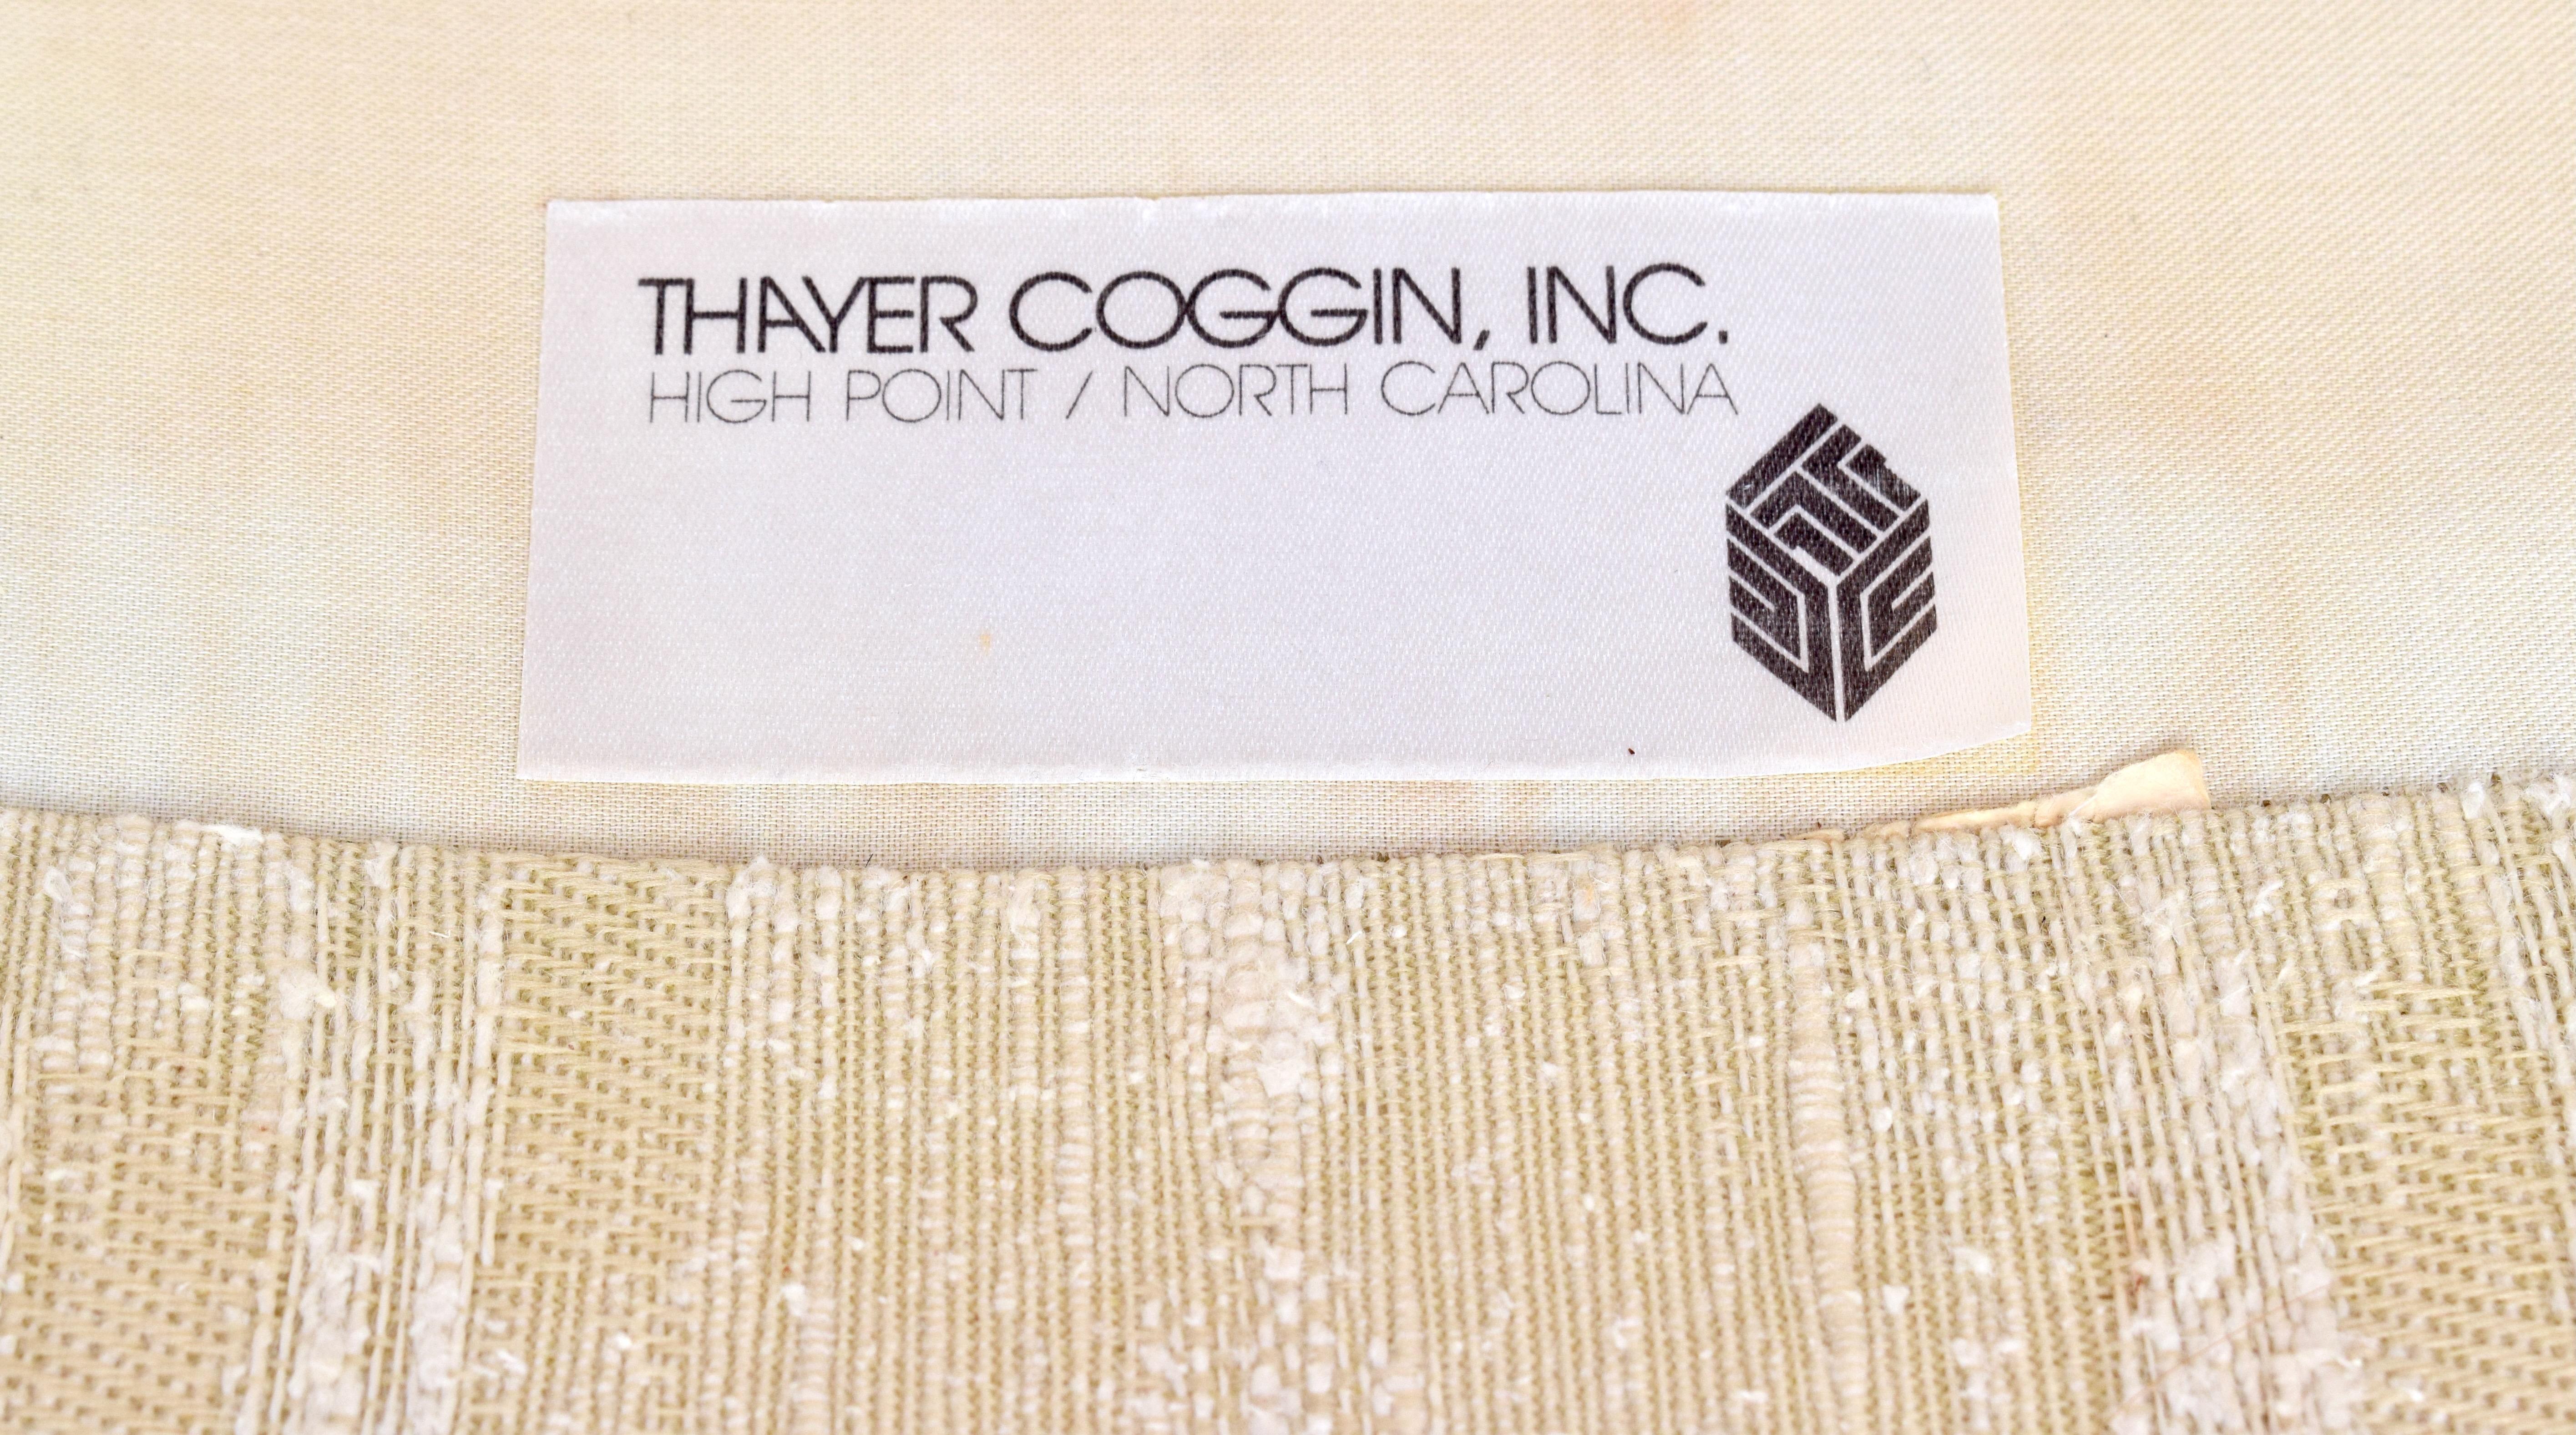 THAYER COGGIN, INC.
HIGH POINT / NORTH CAROLINA